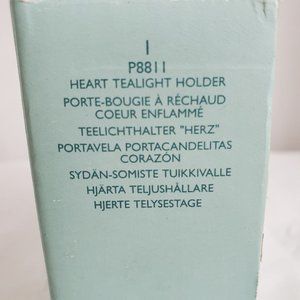 1
P8811
HEART TEALIGHT HOLDER
PORTE-BOUGIE À RÉCHAUD
COEUR ENFLAMMÉ
TEELICHTHALTER "HERZ"
PORTAVELA PORTACANDELITAS
CORAZÓN
SYDÄN-SOMISTE TUIKKIVALLE
HJÄRTA TELJUSHÅLLARE
HJERTE TELYSESTAGE